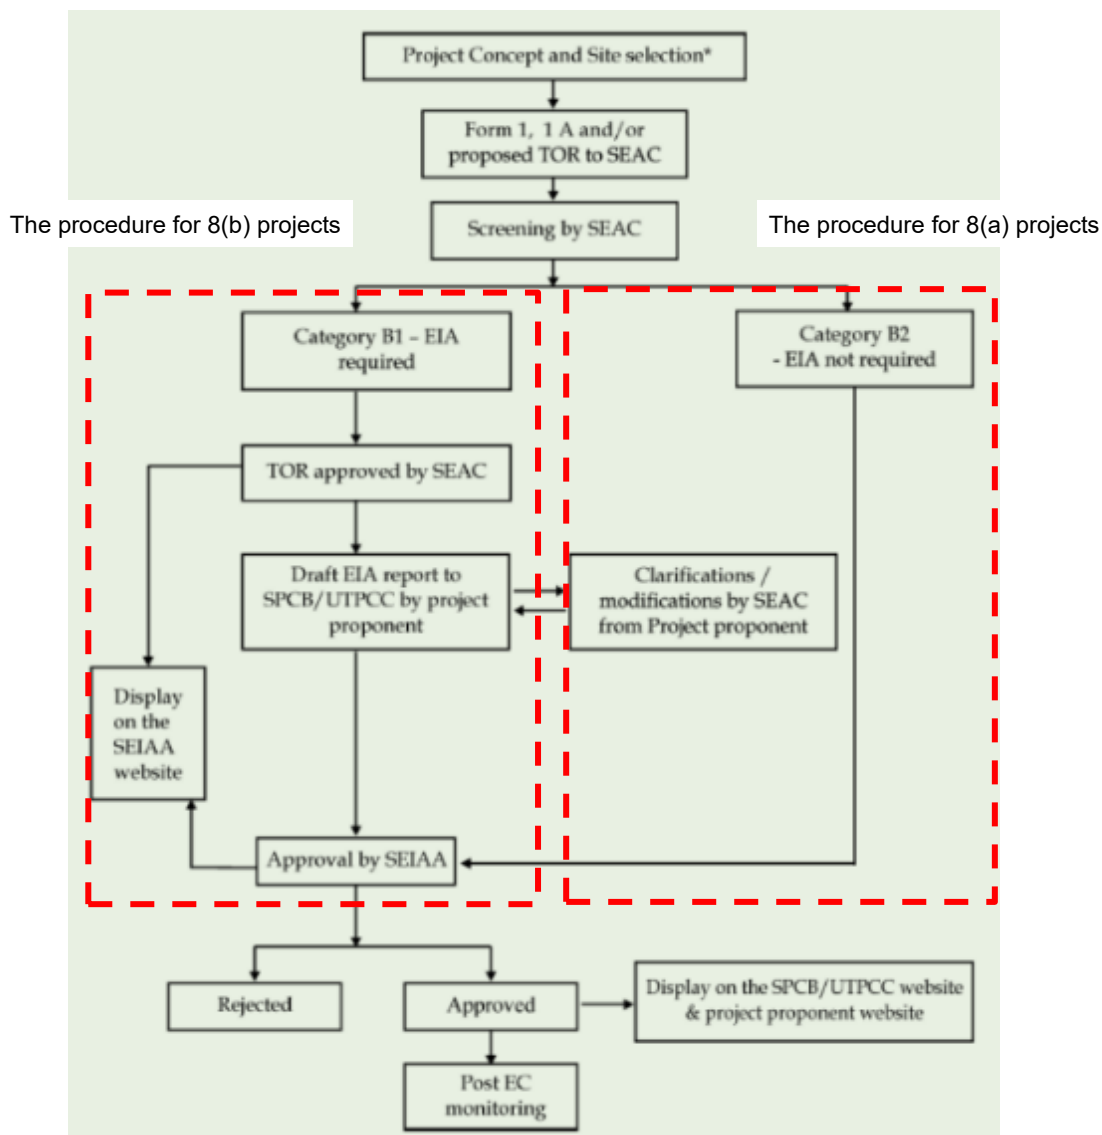 Project Concept and Site selection*
Form 1, 1 A and/or
proposed TOR to SEAC
The procedure for 8(b) projects
Screening by SEAC
The procedure for 8(a) projects
Category B1 – EIA
required
Category B2
- EIA not required
TOR approved by SEAC
Draft EIA report to
SPCB/UTPCC by project
proponent
Clarifications /
modifications by SEAC
from Project proponent
Display
on the
SEIAA
website
Approval by SEIAA
Rejected
Approved
Display on the SPCB/UTPCC website
& project proponent website
Post EC
monitoring